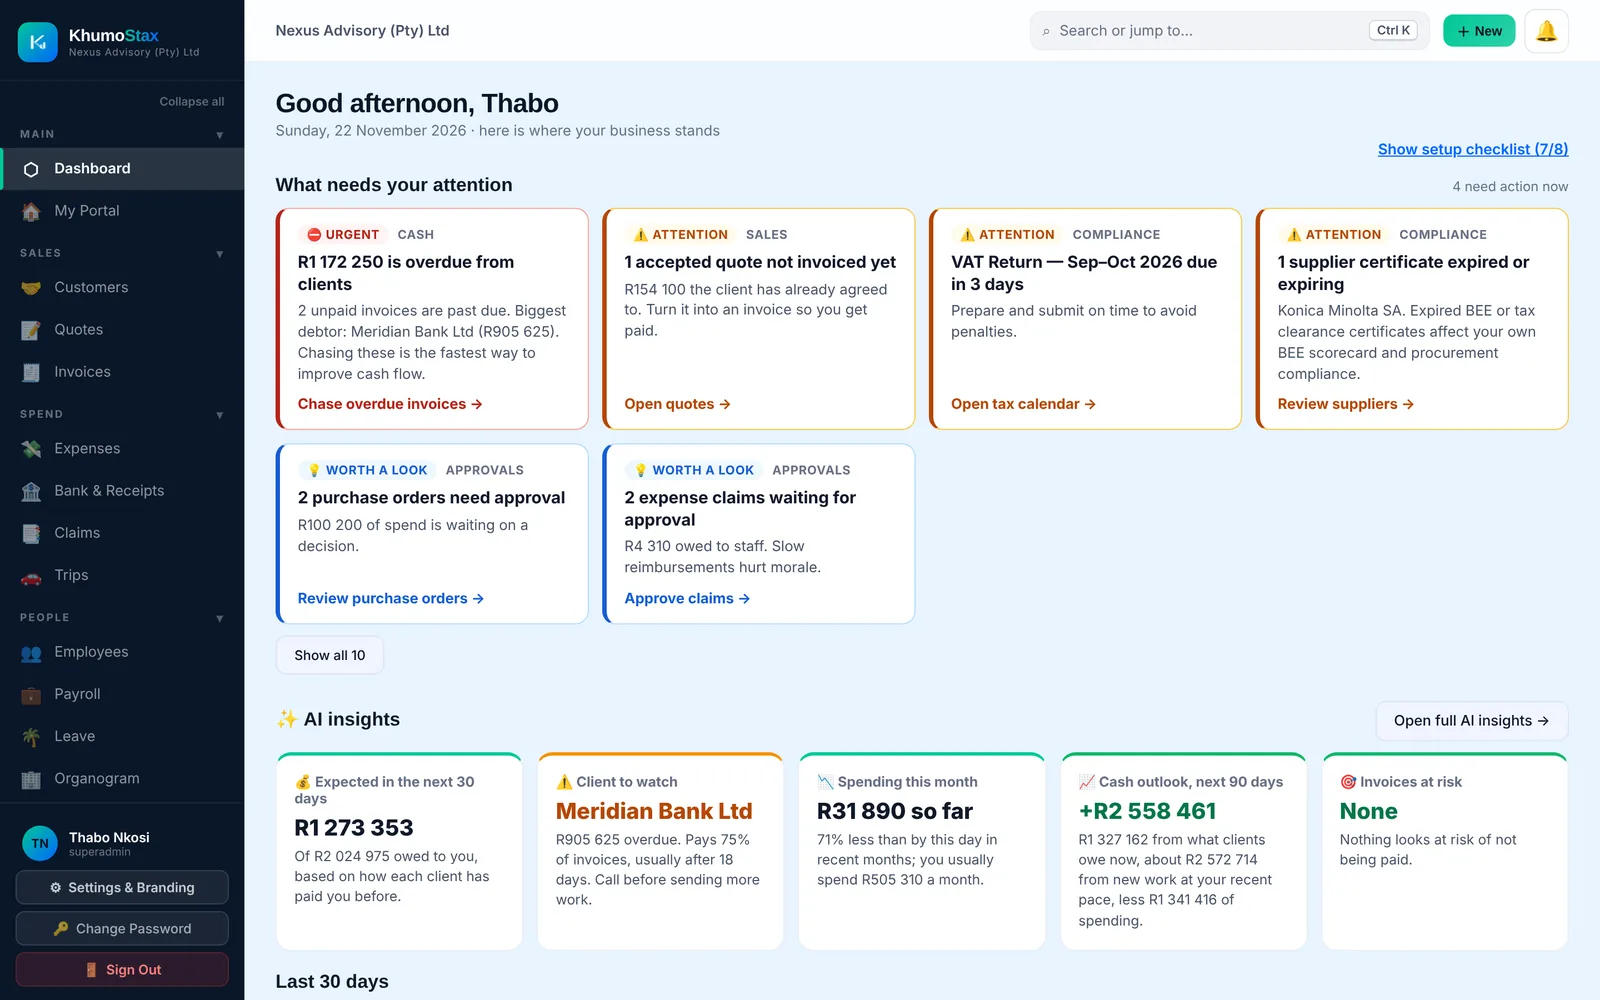 KhumoStax
Nexus Advisory (Pty) Ltd
Collapse all
MAIN
Dashboard
My Portal
SALES
Customers
Quotes
Invoices
SPEND
Expenses
Bank & Receipts
Claims
Trips
PEOPLE
Employees
Payroll
Leave
Organogram
TN
Thabo Nkosi
superadmin
Settings & Branding
Change Password
Sign Out
Nexus Advisory (Pty) Ltd
Search or jump to...
Ctrl K
+ New
Good afternoon, Thabo
Sunday, 22 November 2026 · here is where your business stands
Show setup checklist (7/8)
What needs your attention
4 need action now
URGENT CASH
R1 172 250 is overdue from
clients
2 unpaid invoices are past due. Biggest
debtor: Meridian Bank Ltd (R905 625).
Chasing these is the fastest way to
improve cash flow.
Chase overdue invoices →
ATTENTION SALES
1 accepted quote not invoiced yet
R154 100 the client has already agreed
to. Turn it into an invoice so you get
paid.
Open quotes →
ATTENTION COMPLIANCE
VAT Return — Sep–Oct 2026 due
in 3 days
Prepare and submit on time to avoid
penalties.
Open tax calendar →
ATTENTION COMPLIANCE
1 supplier certificate expired or
expiring
Konica Minolta SA. Expired BEE or tax
clearance certificates affect your own
BEE scorecard and procurement
compliance.
Review suppliers →
WORTH A LOOK APPROVALS
2 purchase orders need approval
R100 200 of spend is waiting on a
decision.
Review purchase orders →
WORTH A LOOK APPROVALS
2 expense claims waiting for
approval
R4 310 owed to staff. Slow
reimbursements hurt morale.
Approve claims →
Show all 10
AI insights
Open full AI insights →
Expected in the next 30
days
R1 273 353
Of R2 024 975 owed to you,
based on how each client has
paid you before.
Client to watch
Meridian Bank Ltd
R905 625 overdue. Pays 75%
of invoices, usually after 18
days. Call before sending more
work.
Spending this month
R31 890 so far
71% less than by this day in
recent months; you usually
spend R505 310 a month.
Cash outlook, next 90 days
+R2 558 461
R1 327 162 from what clients
owe now, about R2 572 714
from new work at your recent
pace, less R1 341 416 of
spending.
Invoices at risk
None
Nothing looks at risk of not
being paid.
Last 30 days